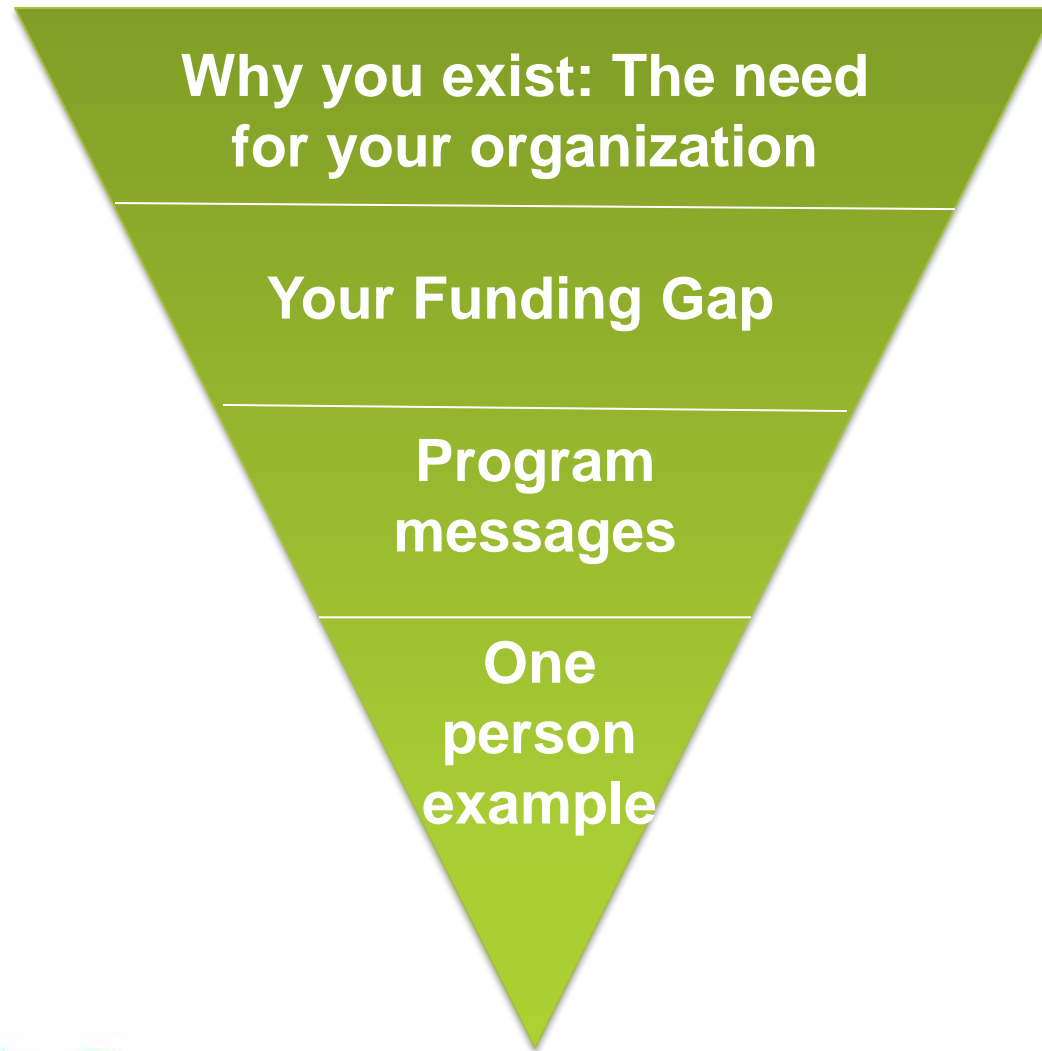 Why you exist: The need
for your organization
Your Funding Gap
Program
messages
One
person
example